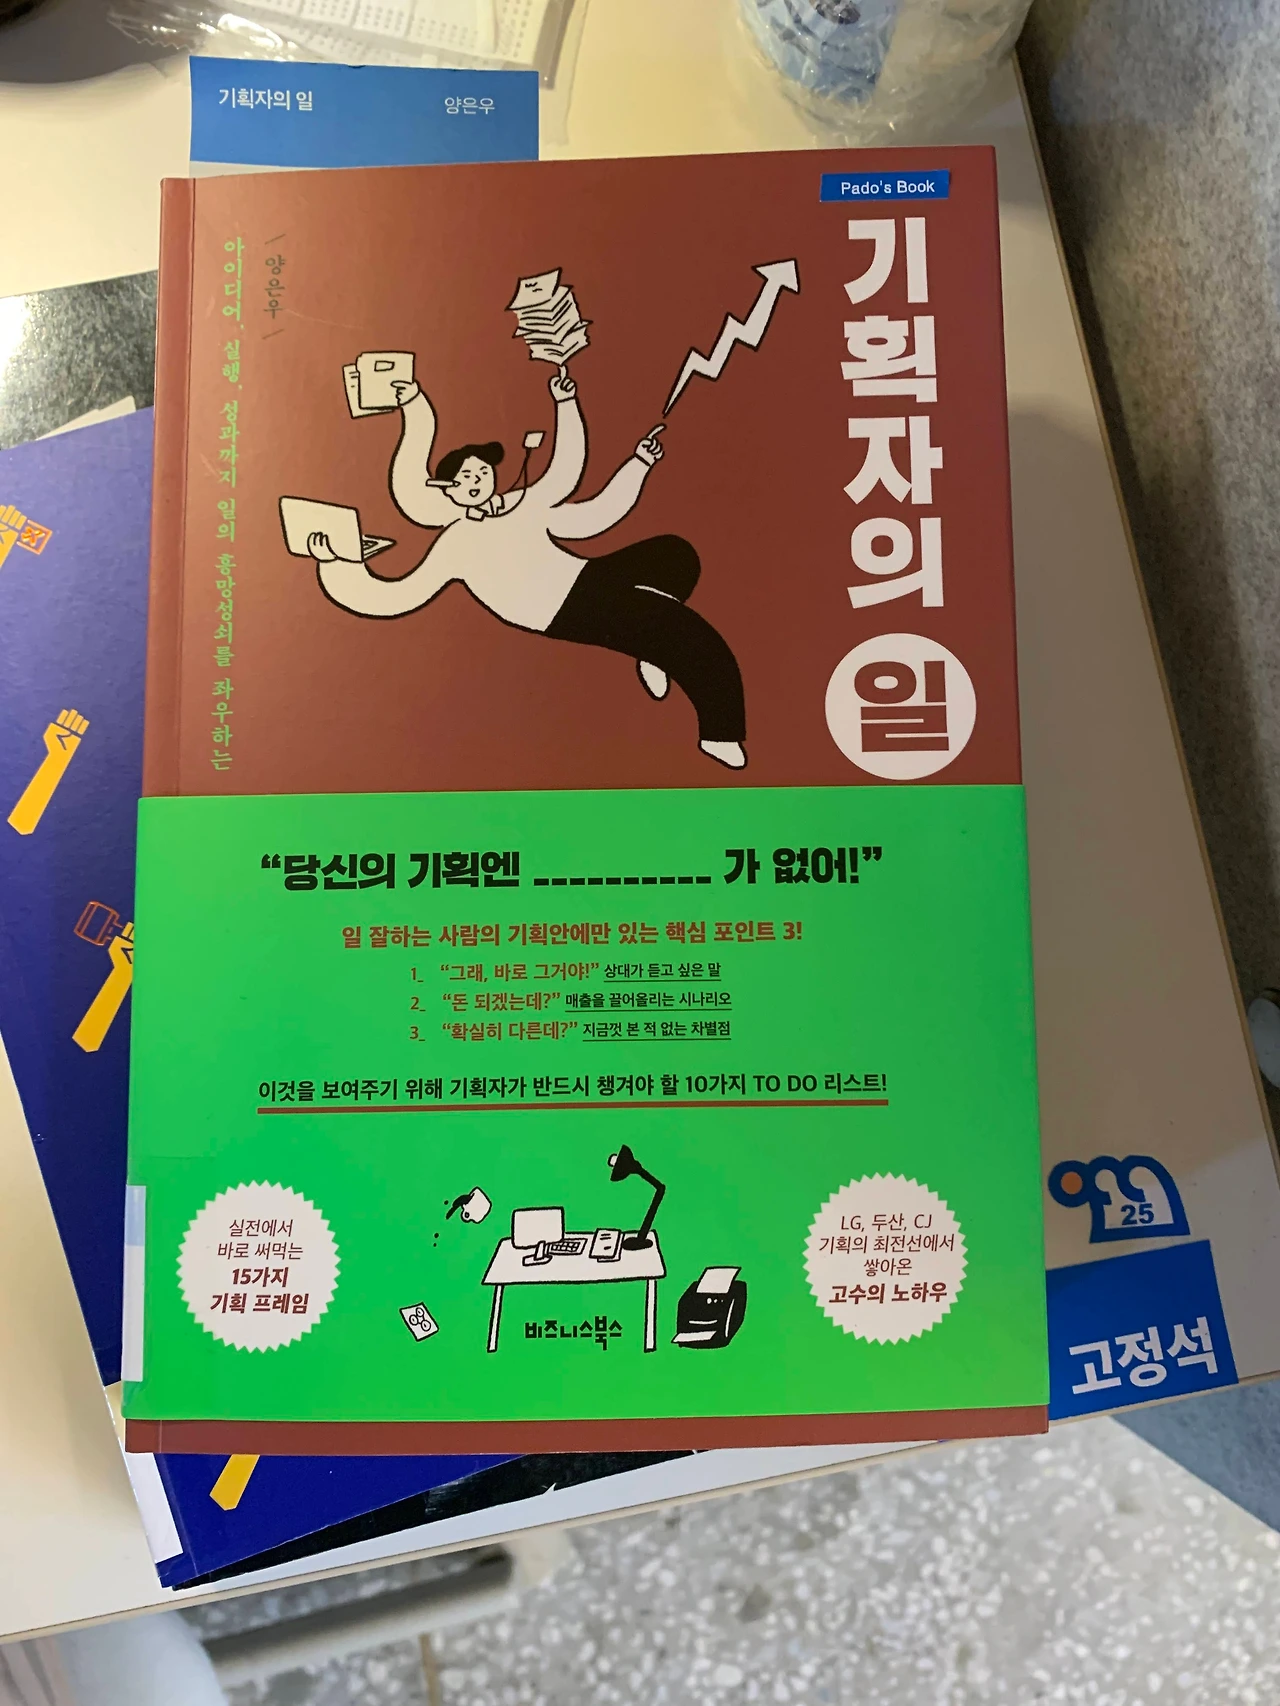 기획자의 일 양은우
Pado's Book
기획자의 일
/양은우/
아이디어, 실행, 성과까지 일의 흥망성쇠를 좌우하는
“당신의 기획엔 __________ 가 없어!”
일 잘하는 사람의 기획안에만 있는 핵심 포인트 3!
1_ “그래, 바로 그거야!” 상대가 듣고 싶은 말
2_ “돈 되겠는데?” 매출을 끌어올리는 시나리오
3_ “확실히 다른데?” 지금껏 본 적 없는 차별점
이것을 보여주기 위해 기획자가 반드시 챙겨야 할 10가지 TO DO 리스트!
실전에서
바로 써먹는
15가지
기획 프레임
LG, 두산, CJ
기획의 최전선에서
쌓아온
고수의 노하우
비즈니스북스
25
고정석